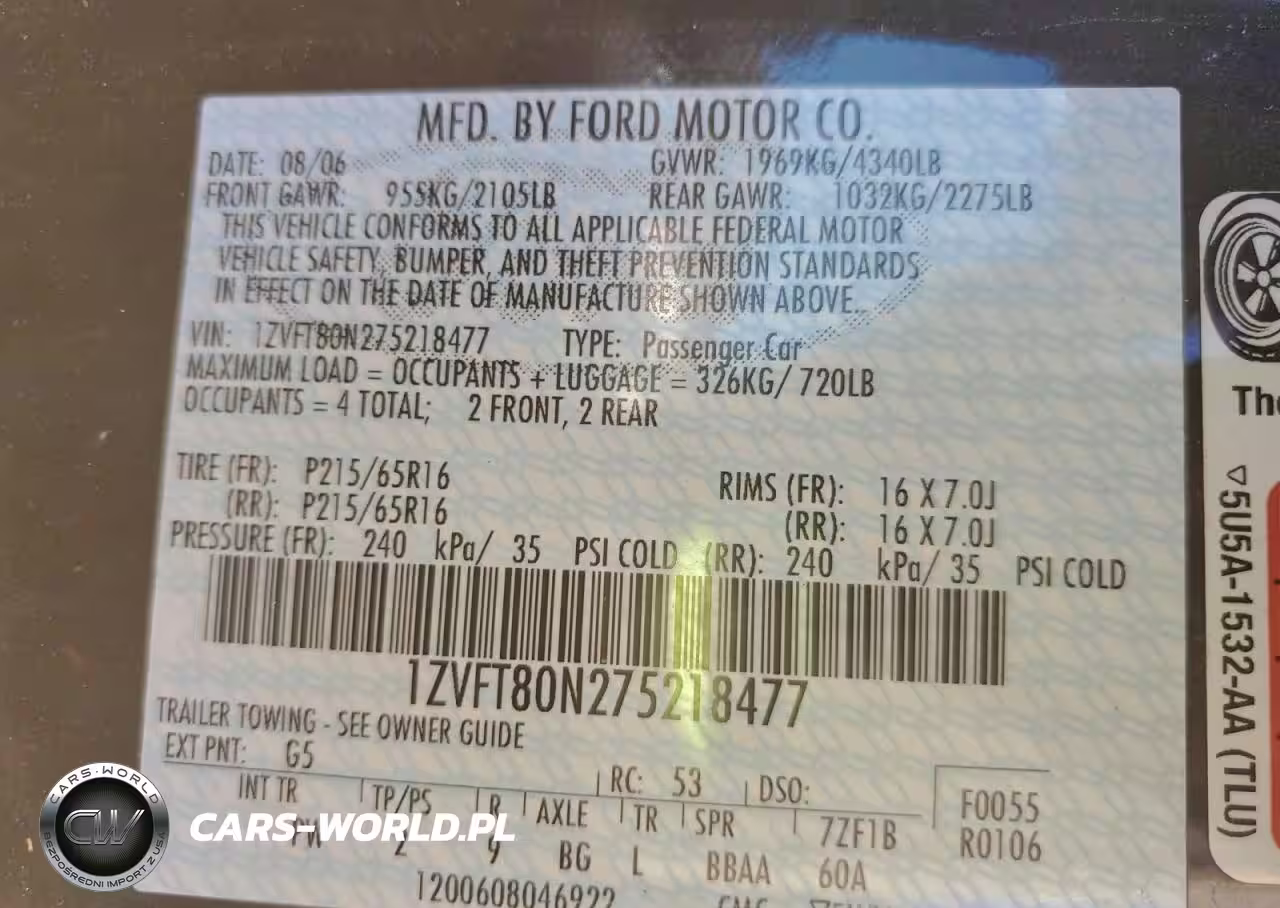 MFD. BY FORD MOTOR CO.
DATE: 08/06 GVWR: 1969KG/4340LB
FRONT GAWR: 955KG/2105LB REAR GAWR: 1032KG/2275LB
THIS VEHICLE CONFORMS TO ALL APPLICABLE FEDERAL MOTOR
VEHICLE SAFETY, BUMPER, AND THEFT PREVENTION STANDARDS
IN EFFECT ON THE DATE OF MANUFACTURE SHOWN ABOVE.
VIN: 1ZVFT80N275218477 TYPE: Passenger Car
MAXIMUM LOAD = OCCUPANTS + LUGGAGE = 326KG/ 720LB
OCCUPANTS = 4 TOTAL; 2 FRONT, 2 REAR
TIRE (FR): P215/65R16 RIMS (FR): 16 X 7.0J
(RR): P215/65R16 (RR): 16 X 7.0J
PRESSURE (FR): 240 kPa/ 35 PSI COLD (RR): 240 kPa/ 35 PSI COLD
1ZVFT80N275218477
TRAILER TOWING - SEE OWNER GUIDE
EXT PNT: G5 RC: 53 DSO:
INT TR TP/PS R AXLE TR SPR 7ZF1B F0055
2 9 BG L BBAA 60A R0106
1200608046922
The
5U5A-1532-AA (TLU)
CARS-WORLD
CW
BEZPOŚREDNI IMPORT Z USA
CARS-WORLD.PL